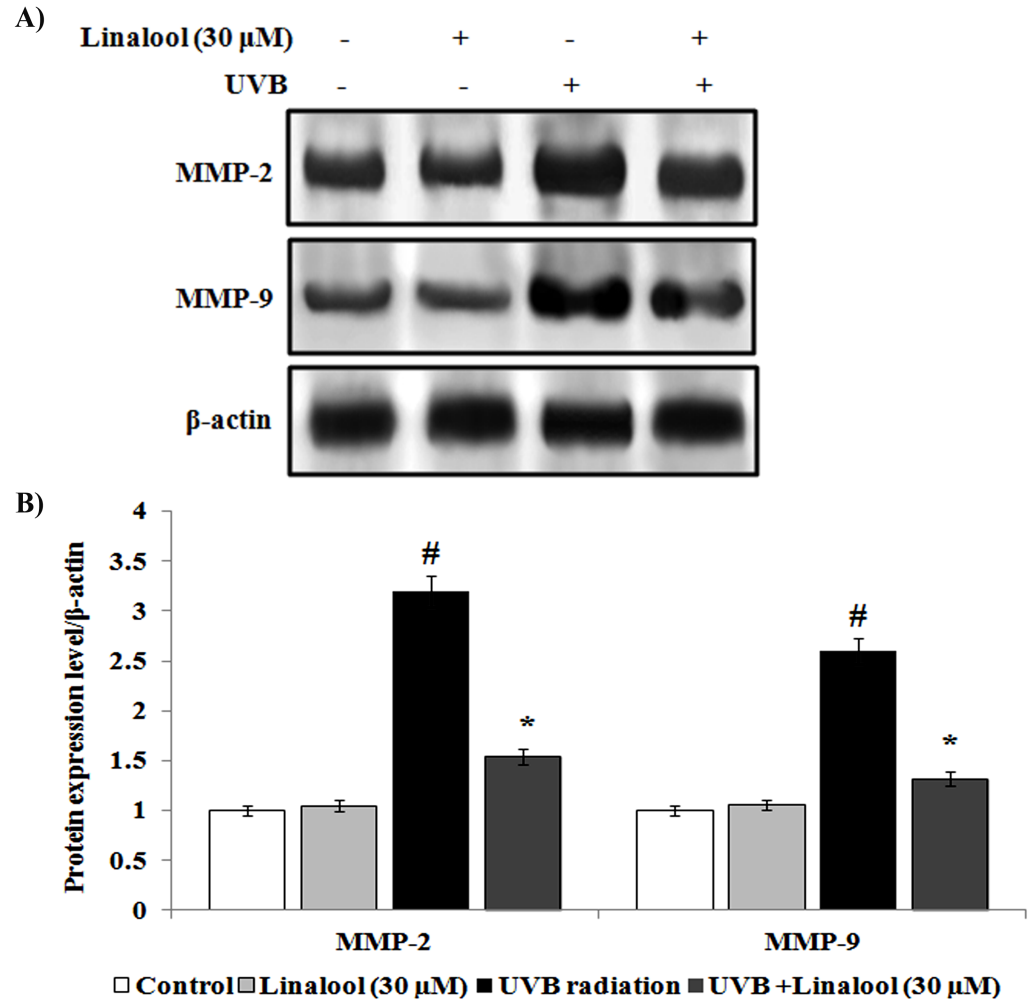 A)
Linalool (30 μM) - + - +
UVB - - + +
MMP-2
MMP-9
β-actin
B)
Protein expression level/β-actin
4
3.5
3
2.5
2
1.5
1
0.5
0
#
*
#
*
MMP-2 MMP-9
Control Linalool (30 μM) UVB radiation UVB +Linalool (30 μM)